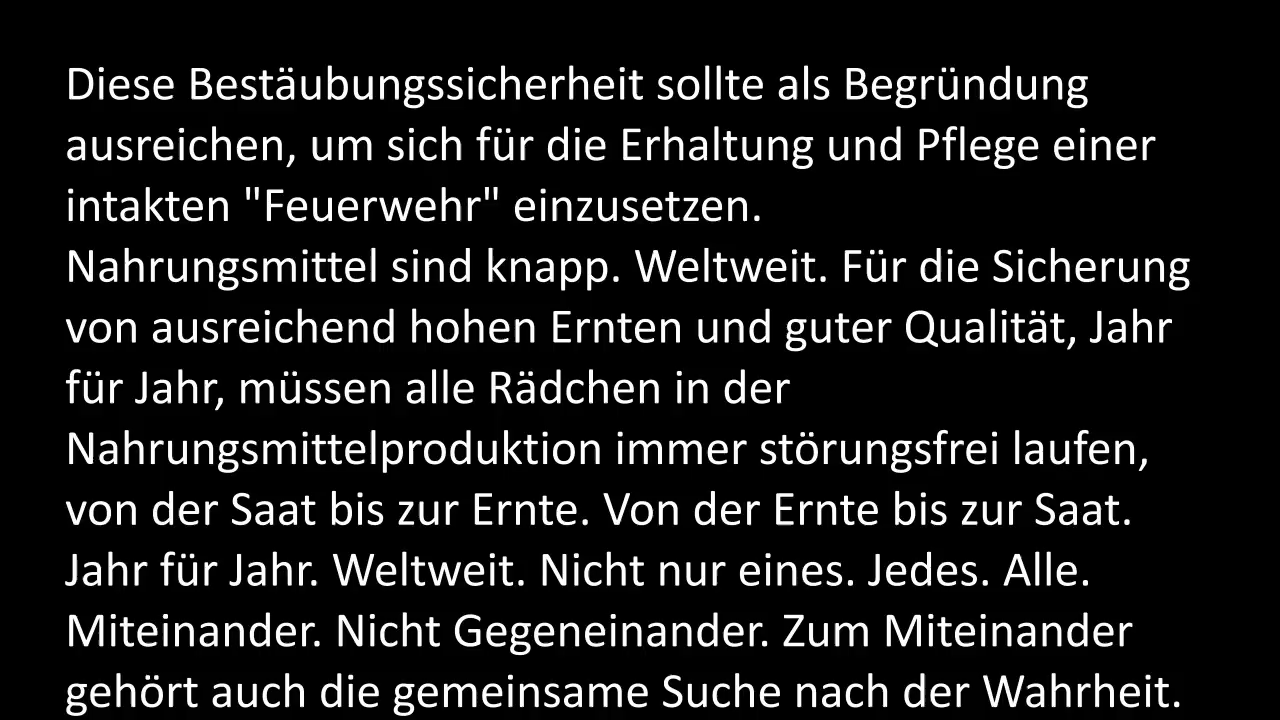 Diese Bestäubungssicherheit sollte als Begründung
ausreichen, um sich für die Erhaltung und Pflege einer
intakten "Feuerwehr" einzusetzen.
Nahrungsmittel sind knapp. Weltweit. Für die Sicherung
von ausreichend hohen Ernten und guter Qualität, Jahr
für Jahr, müssen alle Rädchen in der
Nahrungsmittelproduktion immer störungsfrei laufen,
von der Saat bis zur Ernte. Von der Ernte bis zur Saat.
Jahr für Jahr. Weltweit. Nicht nur eines. Jedes. Alle.
Miteinander. Nicht Gegeneinander. Zum Miteinander
gehört auch die gemeinsame Suche nach der Wahrheit.